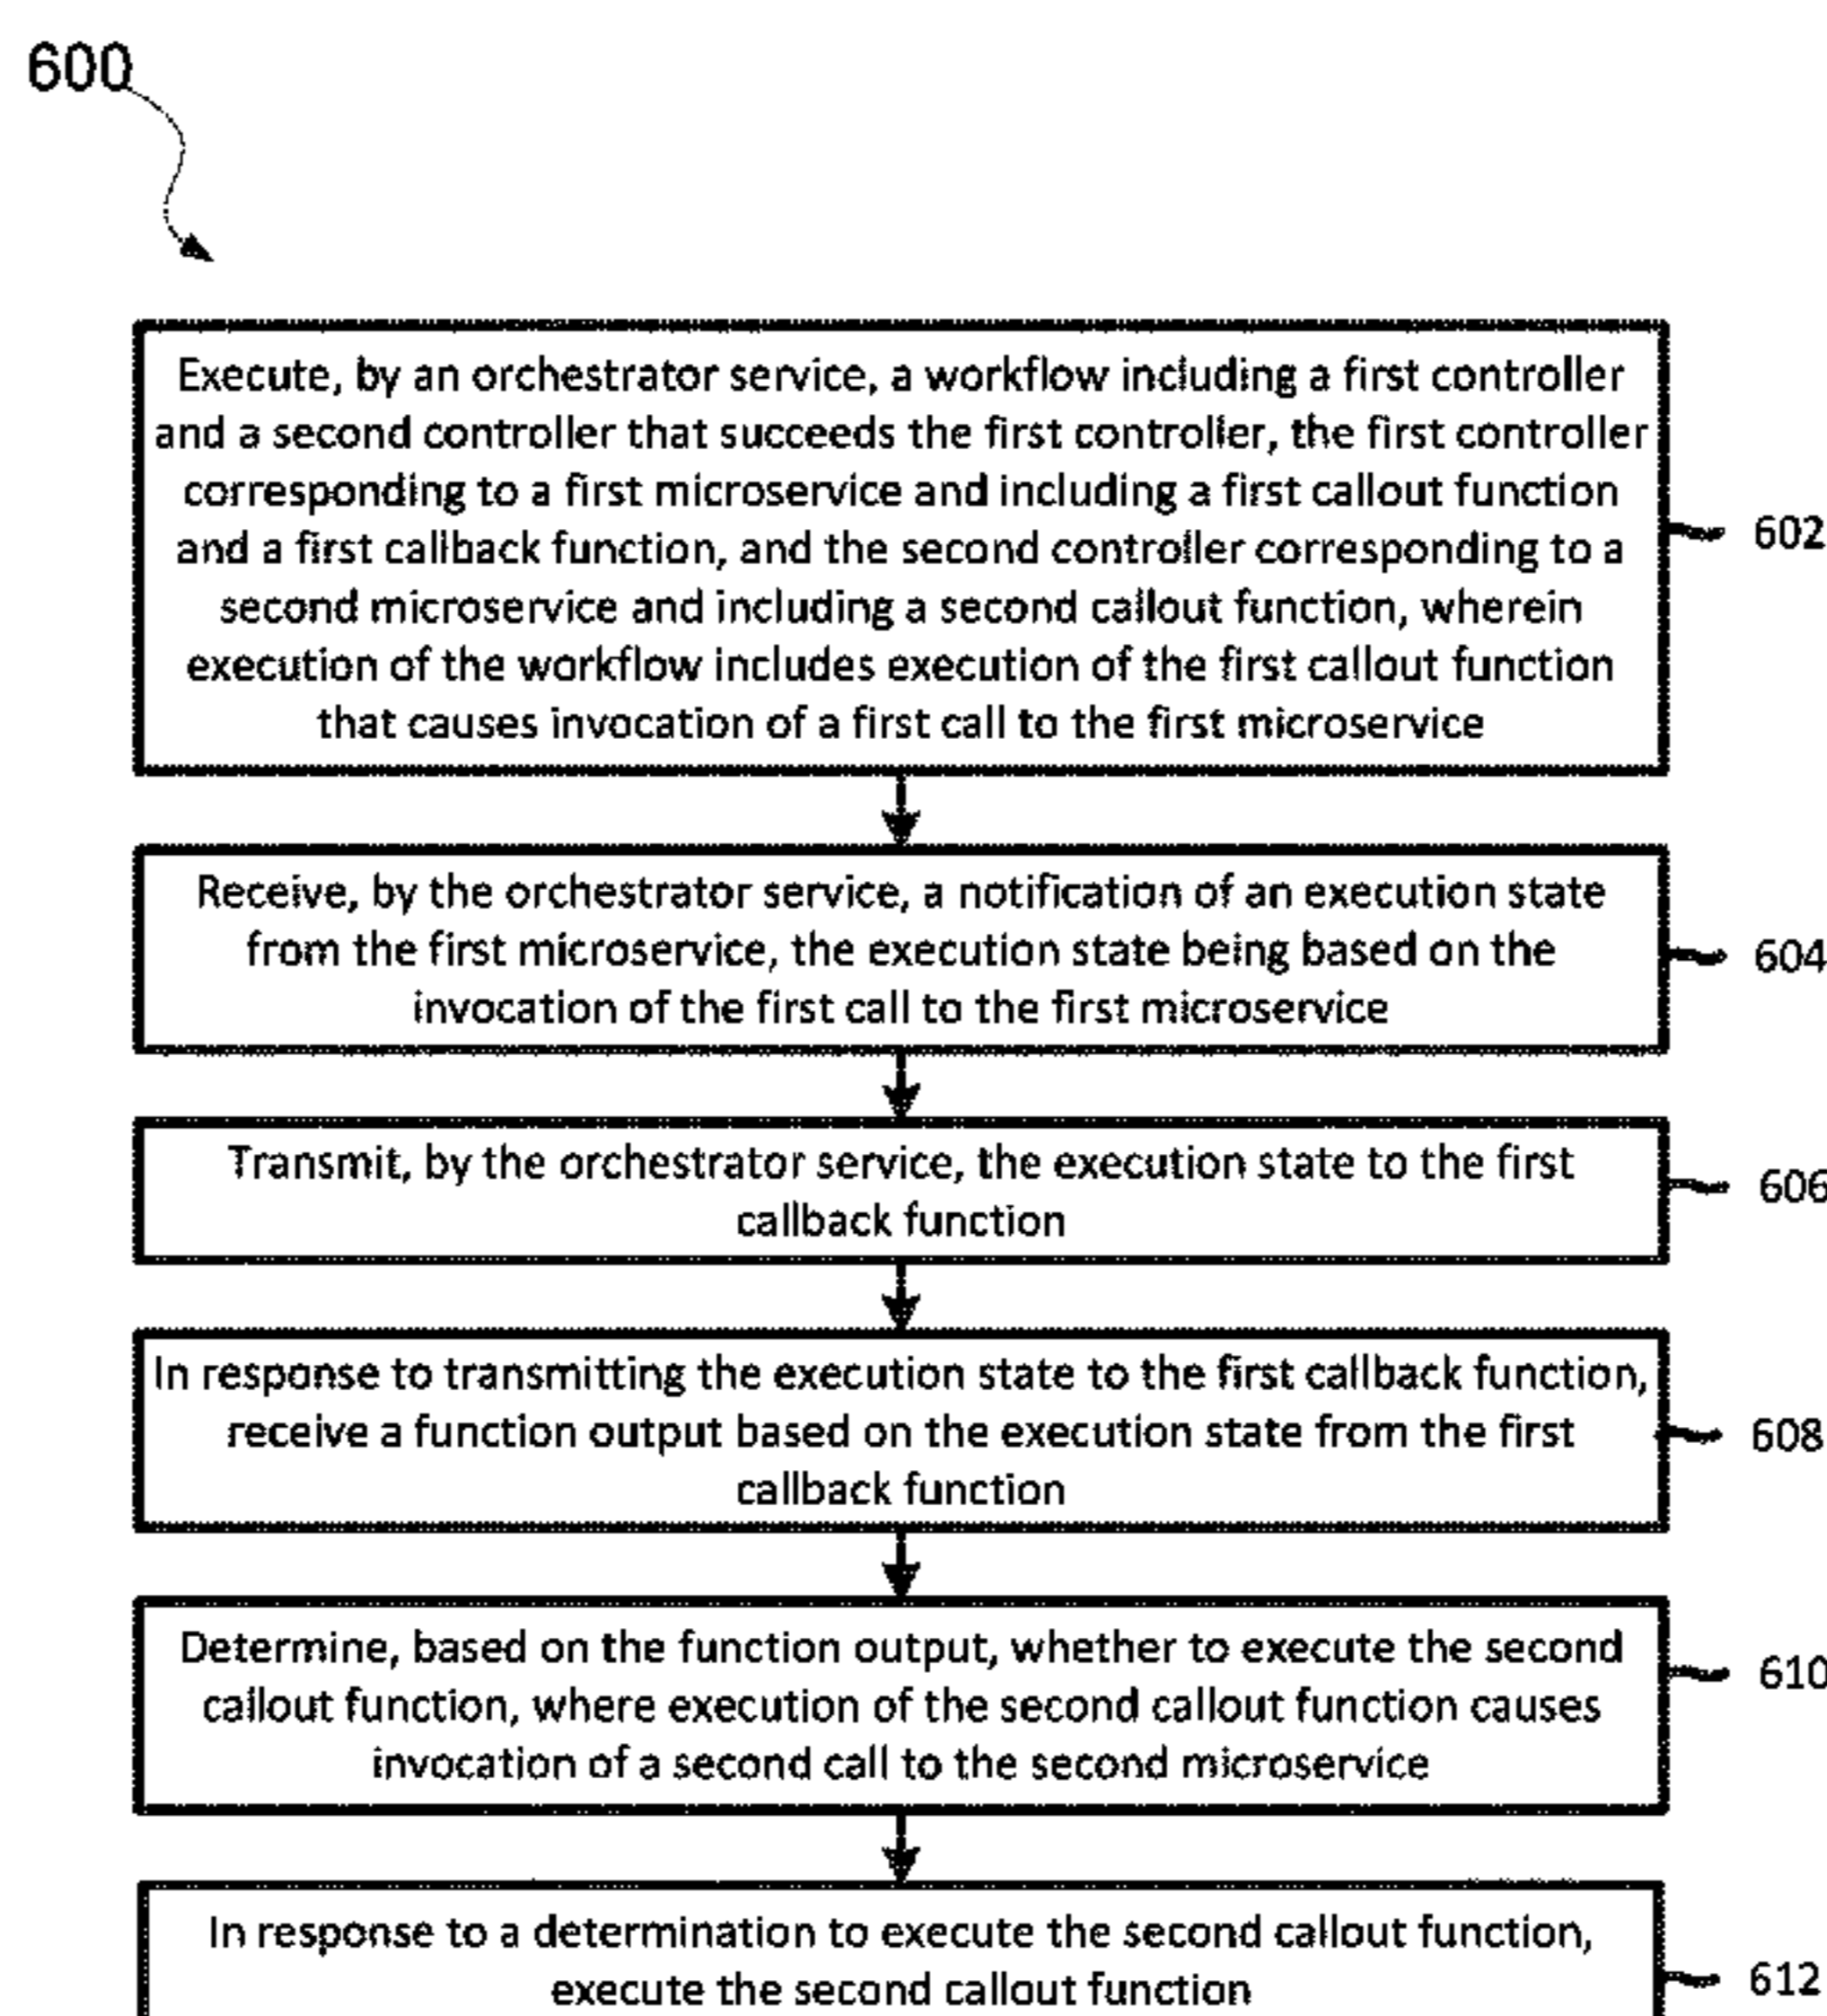 600
Execute, by an orchestrator service, a workflow including a first controller
and a second controller that succeeds the first controller, the first controller
corresponding to a first microservice and including a first callout function
and a first callback function, and the second controller corresponding to a
second microservice and including a second callout function, wherein
execution of the workflow includes execution of the first callout function
that causes invocation of a first call to the first microservice
602
Receive, by the orchestrator service, a notification of an execution state
from the first microservice, the execution state being based on the
invocation of the first call to the first microservice
604
Transmit, by the orchestrator service, the execution state to the first
callback function
606
In response to transmitting the execution state to the first callback function,
receive a function output based on the execution state from the first
callback function
608
Determine, based on the function output, whether to execute the second
callout function, where execution of the second callout function causes
invocation of a second call to the second microservice
610
In response to a determination to execute the second callout function,
execute the second callout function
612